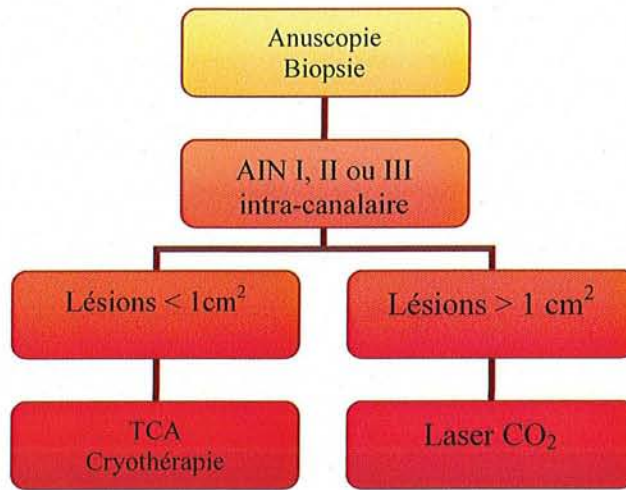 Anuscopie
Biopsie
AIN I, II ou III
intra-canalaire
Lésions < 1cm²
Lésions > 1 cm²
TCA
Cryothérapie
Laser CO₂